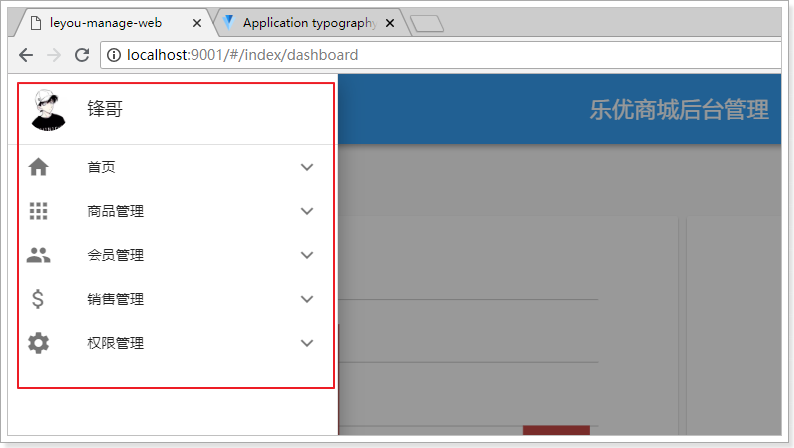 leyou-manage-web
Application typography
localhost:9001/#/index/dashboard
锋哥
乐优商城后台管理
首页
商品管理
会员管理
销售管理
权限管理